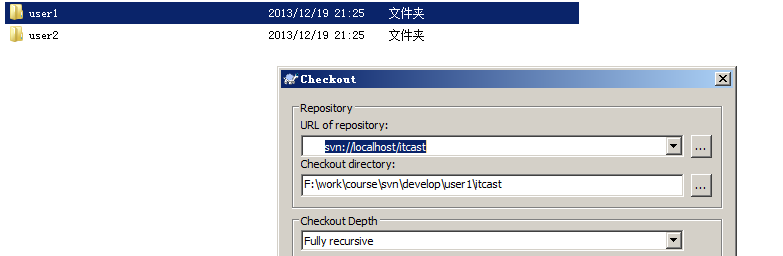 user1 2013/12/19 21:25 文件夹
user2 2013/12/19 21:25 文件夹
Checkout
Repository
URL of repository:
svn://localhost/itcast
...
Checkout directory:
F:\work\course\svn\develop\user1\itcast
...
Checkout Depth
Fully recursive